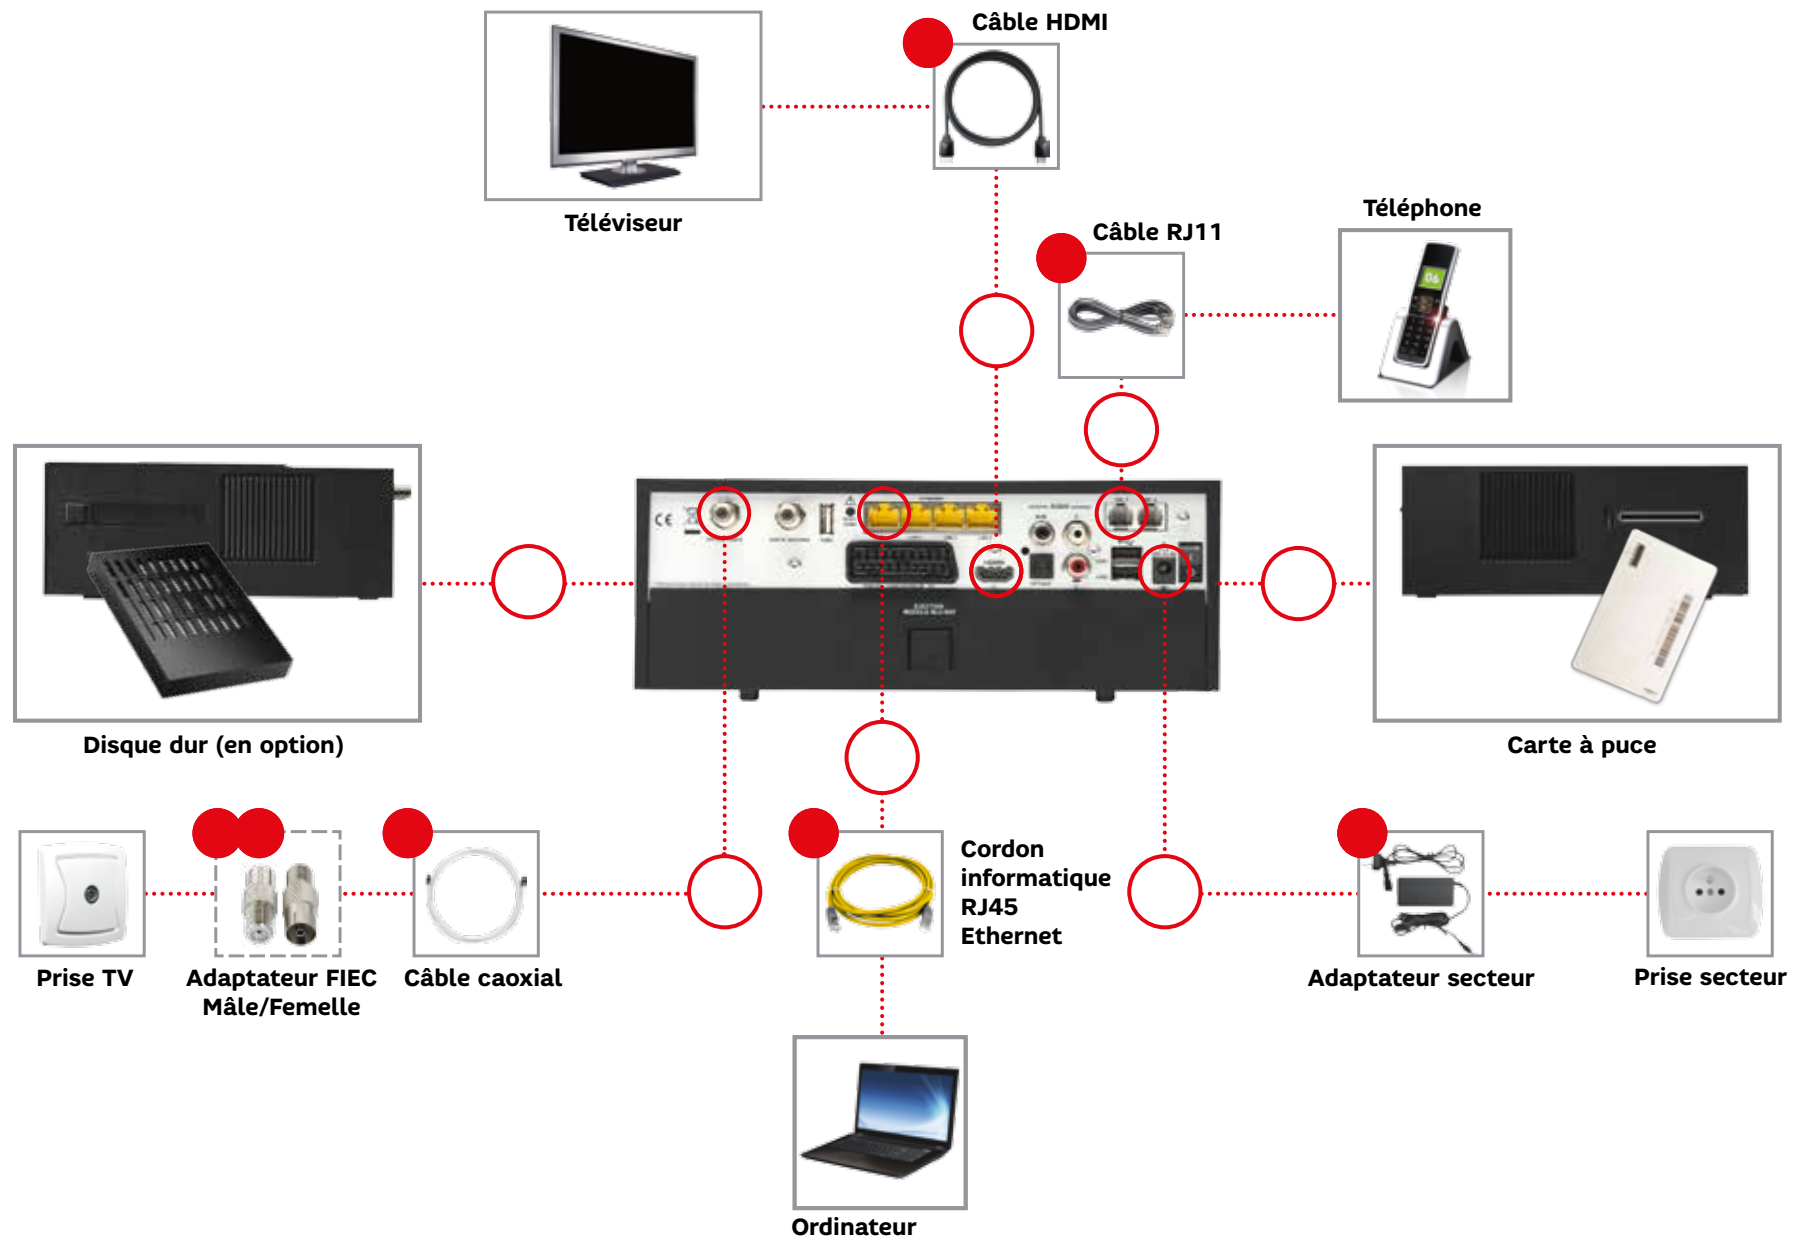 Câble HDMI
Téléviseur
Téléphone
Câble RJ11
06
Disque dur (en option)
Carte à puce
Cordon
informatique
RJ45
Ethernet
Prise TV
Adaptateur FIEC
Mâle/Femelle
Câble caoxial
Adaptateur secteur
Prise secteur
Ordinateur